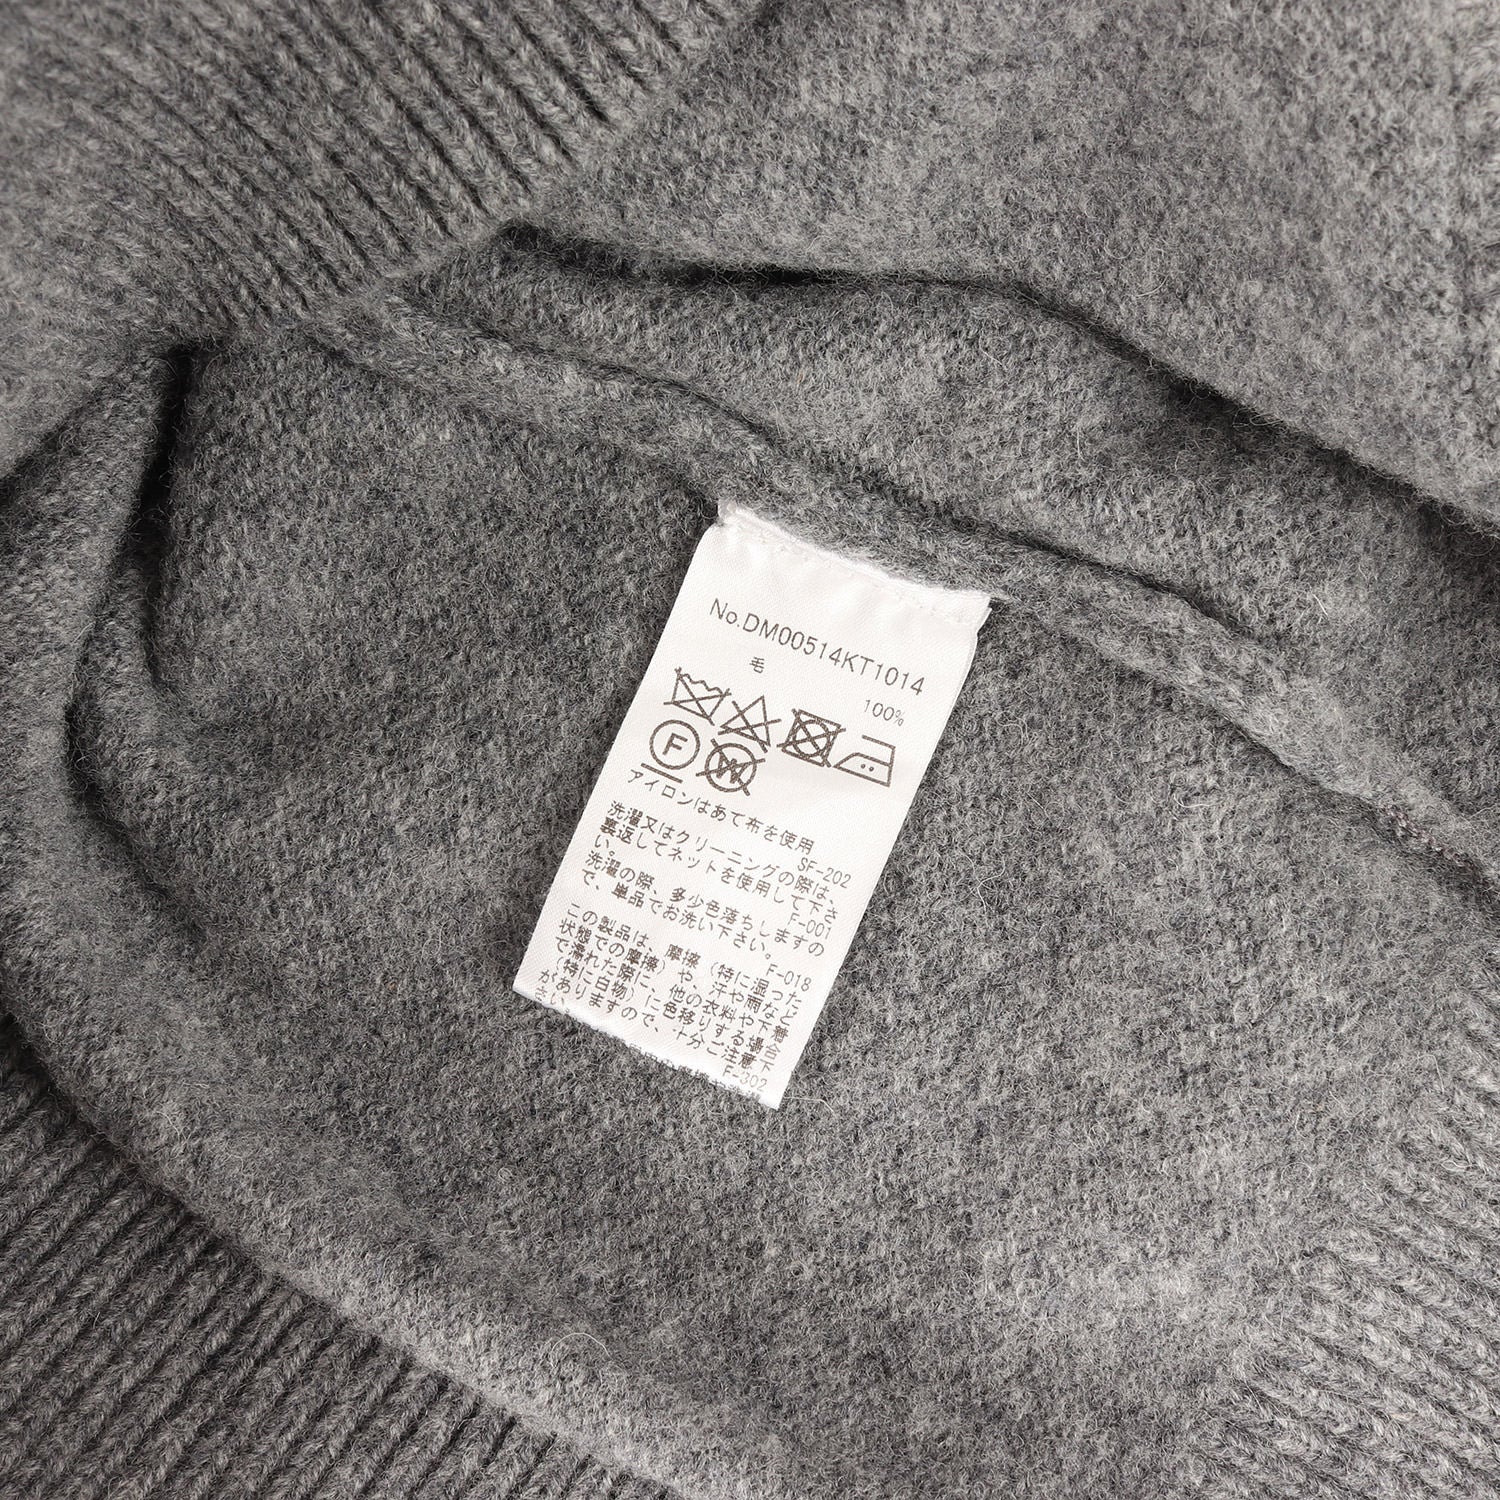 No.DM00514KT1014
毛 100%
F W
アイロンはあて布を使用
SF-202
洗濯又はクリーニングの際は、
裏返してネットを使用して下さ
い。 F-001
洗濯の際、多少色落ちしますの
で、単品でお洗い下さい。
F-018
この製品は、摩擦（特に湿った
状態での摩擦）や、汗や雨など
で濡れた際に、他の衣料や下着
（特に白物）に色移りする場合
がありますので、十分ご注意下
さい。 F-302